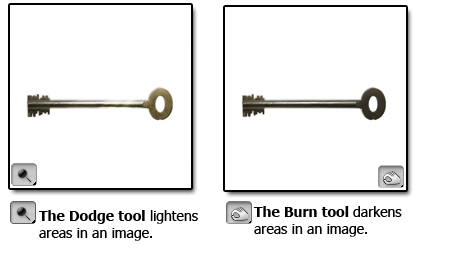 The Dodge tool lightens
areas in an image.
The Burn tool darkens
areas in an image.